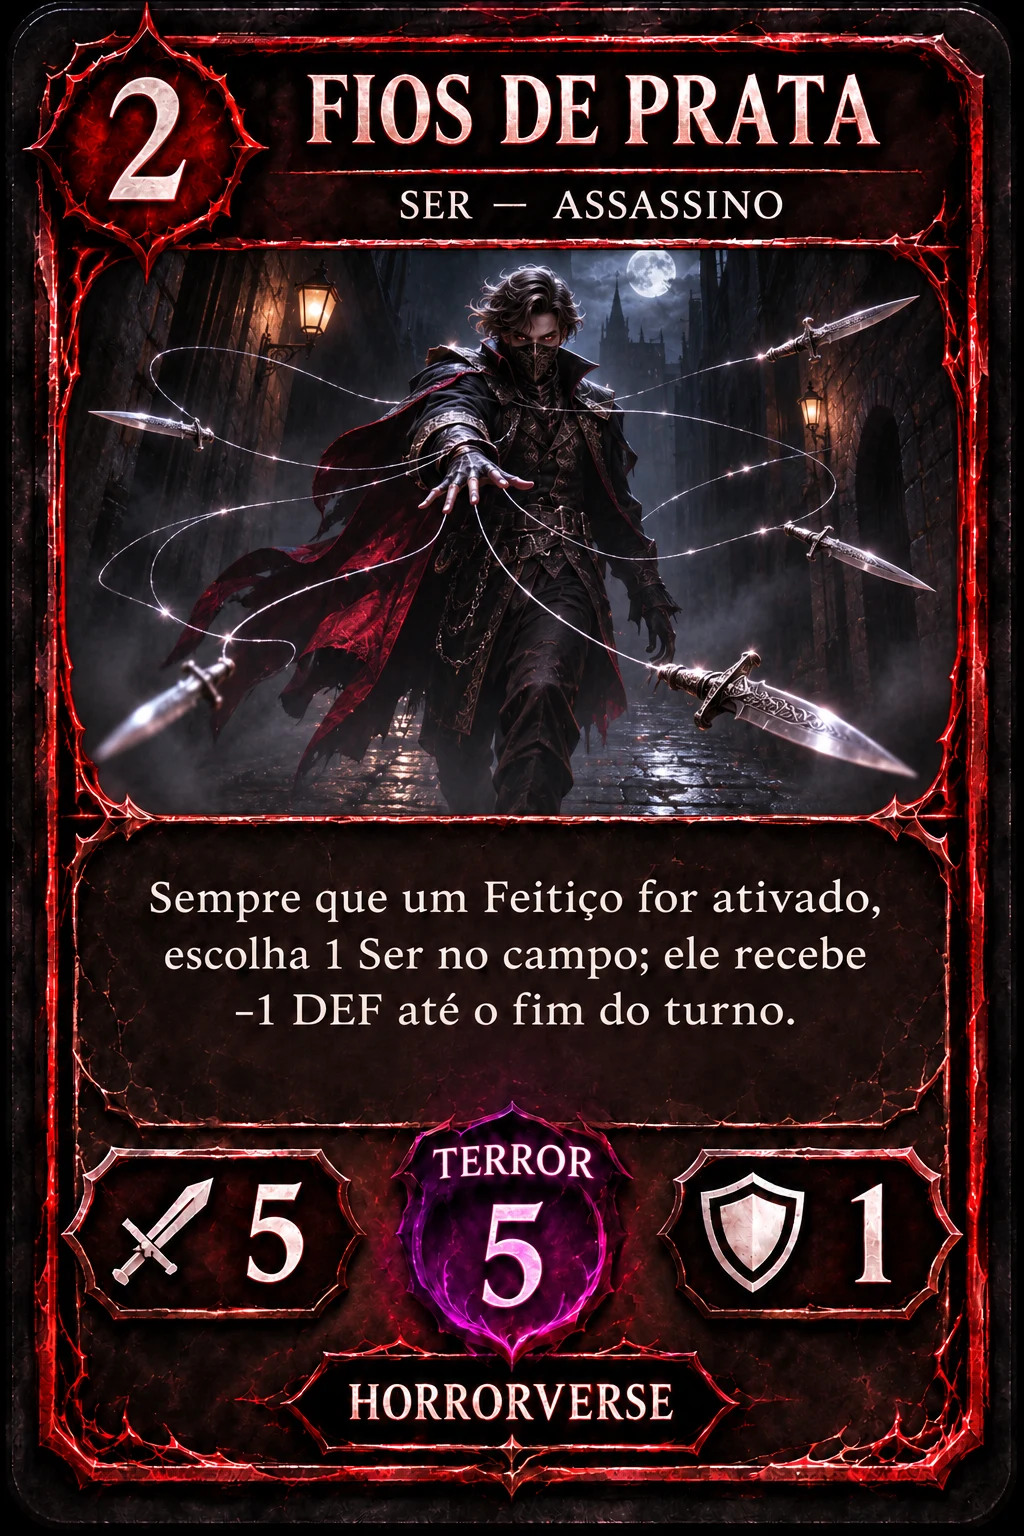 2
FIOS DE PRATA
SER — ASSASSINO
Sempre que um Feitiço for ativado,
escolha 1 Ser no campo; ele recebe
–1 DEF até o fim do turno.
5
TERROR
5
1
HORRORVERSE